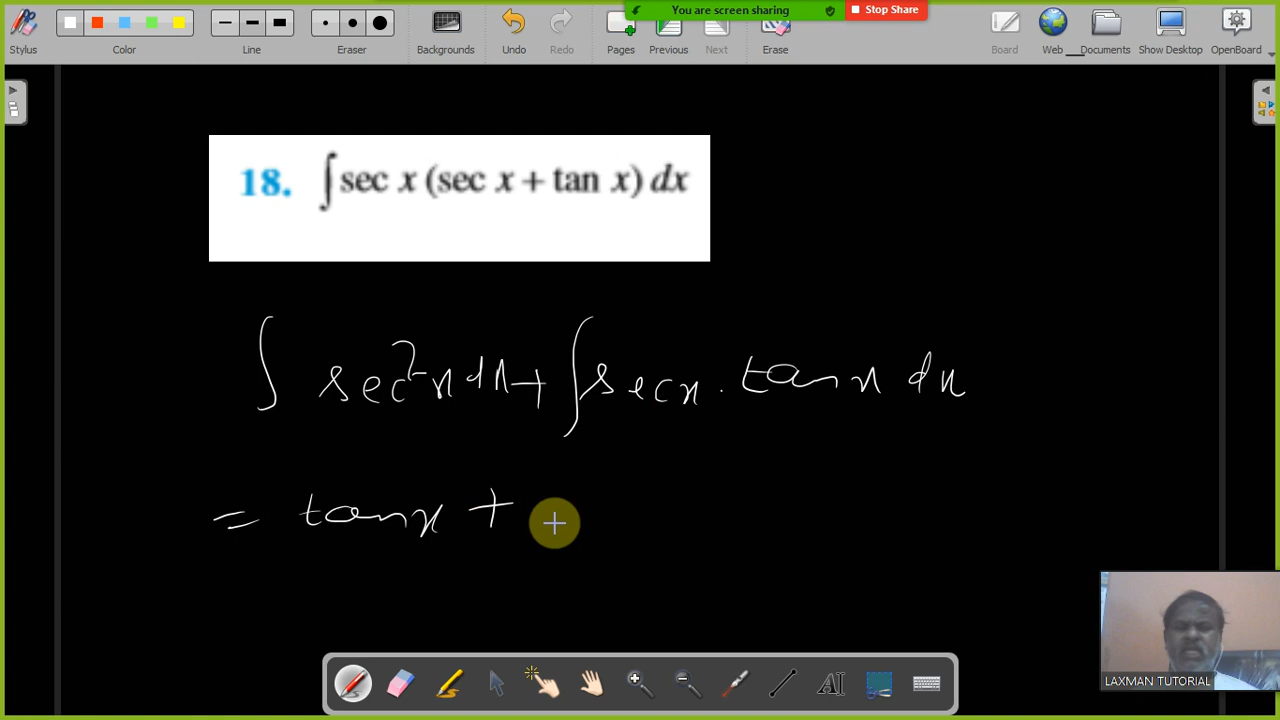 You are screen sharing Stop Share
Stylus Color Line Eraser Backgrounds Undo Redo Pages Previous Next Erase Board Web Documents Show Desktop OpenBoard
18. ∫ sec x (sec x + tan x) dx
∫ sec²x dx + ∫ secx . tanx dx
= tanx +
LAXMAN TUTORIAL